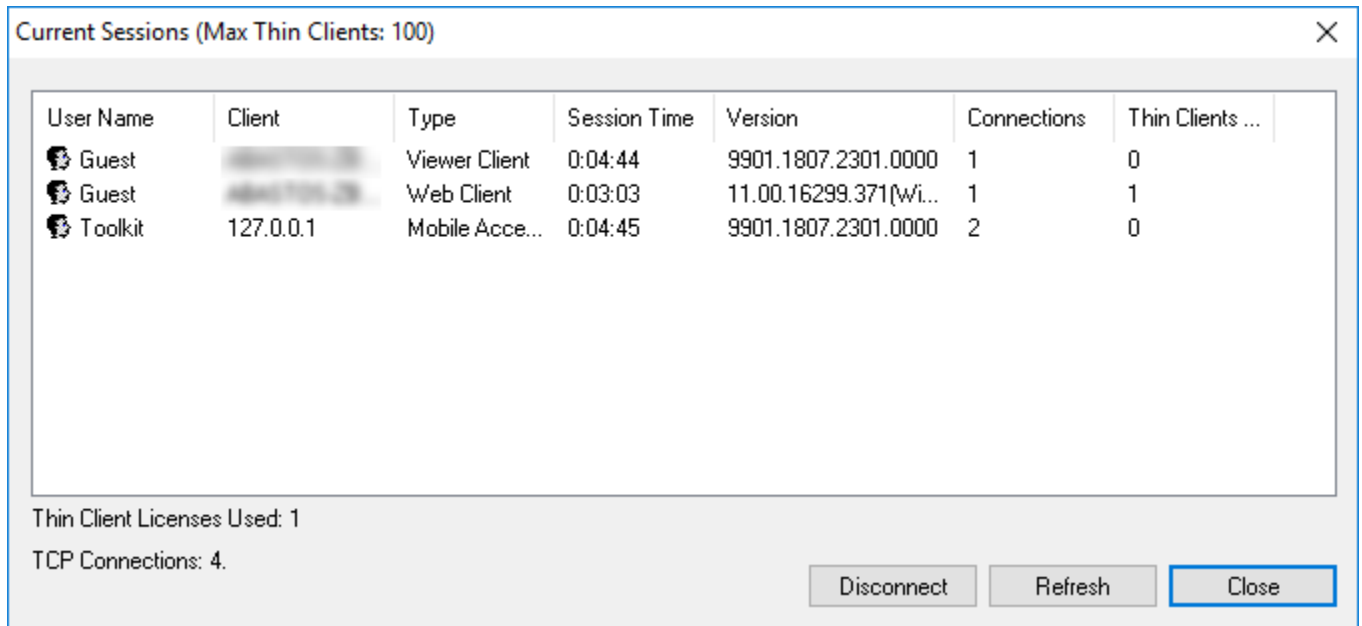 Current Sessions (Max Thin Clients: 100)
User Name Client Type Session Time Version Connections Thin Clients ...
Guest Viewer Client 0:04:44 9901.1807.2301.0000 1 0
Guest Web Client 0:03:03 11.00.16299.371(Wi... 1 1
Toolkit 127.0.0.1 Mobile Acce... 0:04:45 9901.1807.2301.0000 2 0
Thin Client Licenses Used: 1
TCP Connections: 4.
Disconnect Refresh Close